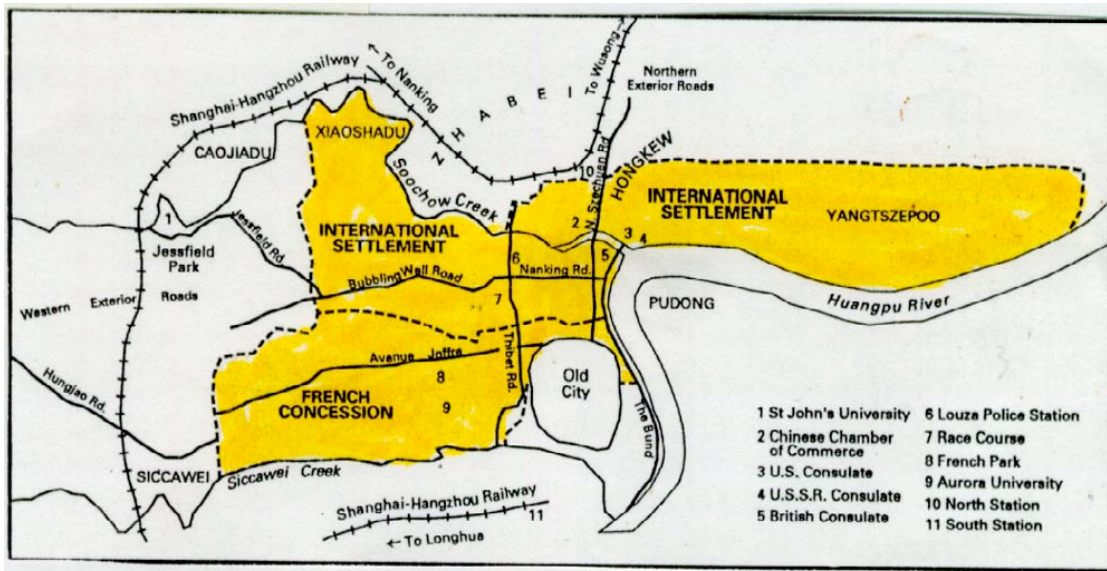 To Nanking
Shanghai-Hangzhou Railway
To Wusong
Northern
Exterior Roads
ZHABEI
XIAOSHADU
CAOJIADU
Soochow Creek
10
N. Szechuan Rd.
HONGKEW
INTERNATIONAL
SETTLEMENT
YANGTSZEPOO
1
Jessfield
Park
Jessfield Rd.
INTERNATIONAL
SETTLEMENT
2
3
4
5
6
Bubbling Wall Road
Nanking Rd.
7
Western Exterior Roads
PUDONG
Huangpu River
Avenue Joffre
Thibet Rd.
8
FRENCH
CONCESSION
9
Old
City
The Bund
Hungjao Rd.
SICCAWEI
Siccawei Creek
Shanghai-Hangzhou Railway
11
To Longhua
1 St John's University
2 Chinese Chamber
of Commerce
3 U.S. Consulate
4 U.S.S.R. Consulate
5 British Consulate
6 Louza Police Station
7 Race Course
8 French Park
9 Aurora University
10 North Station
11 South Station